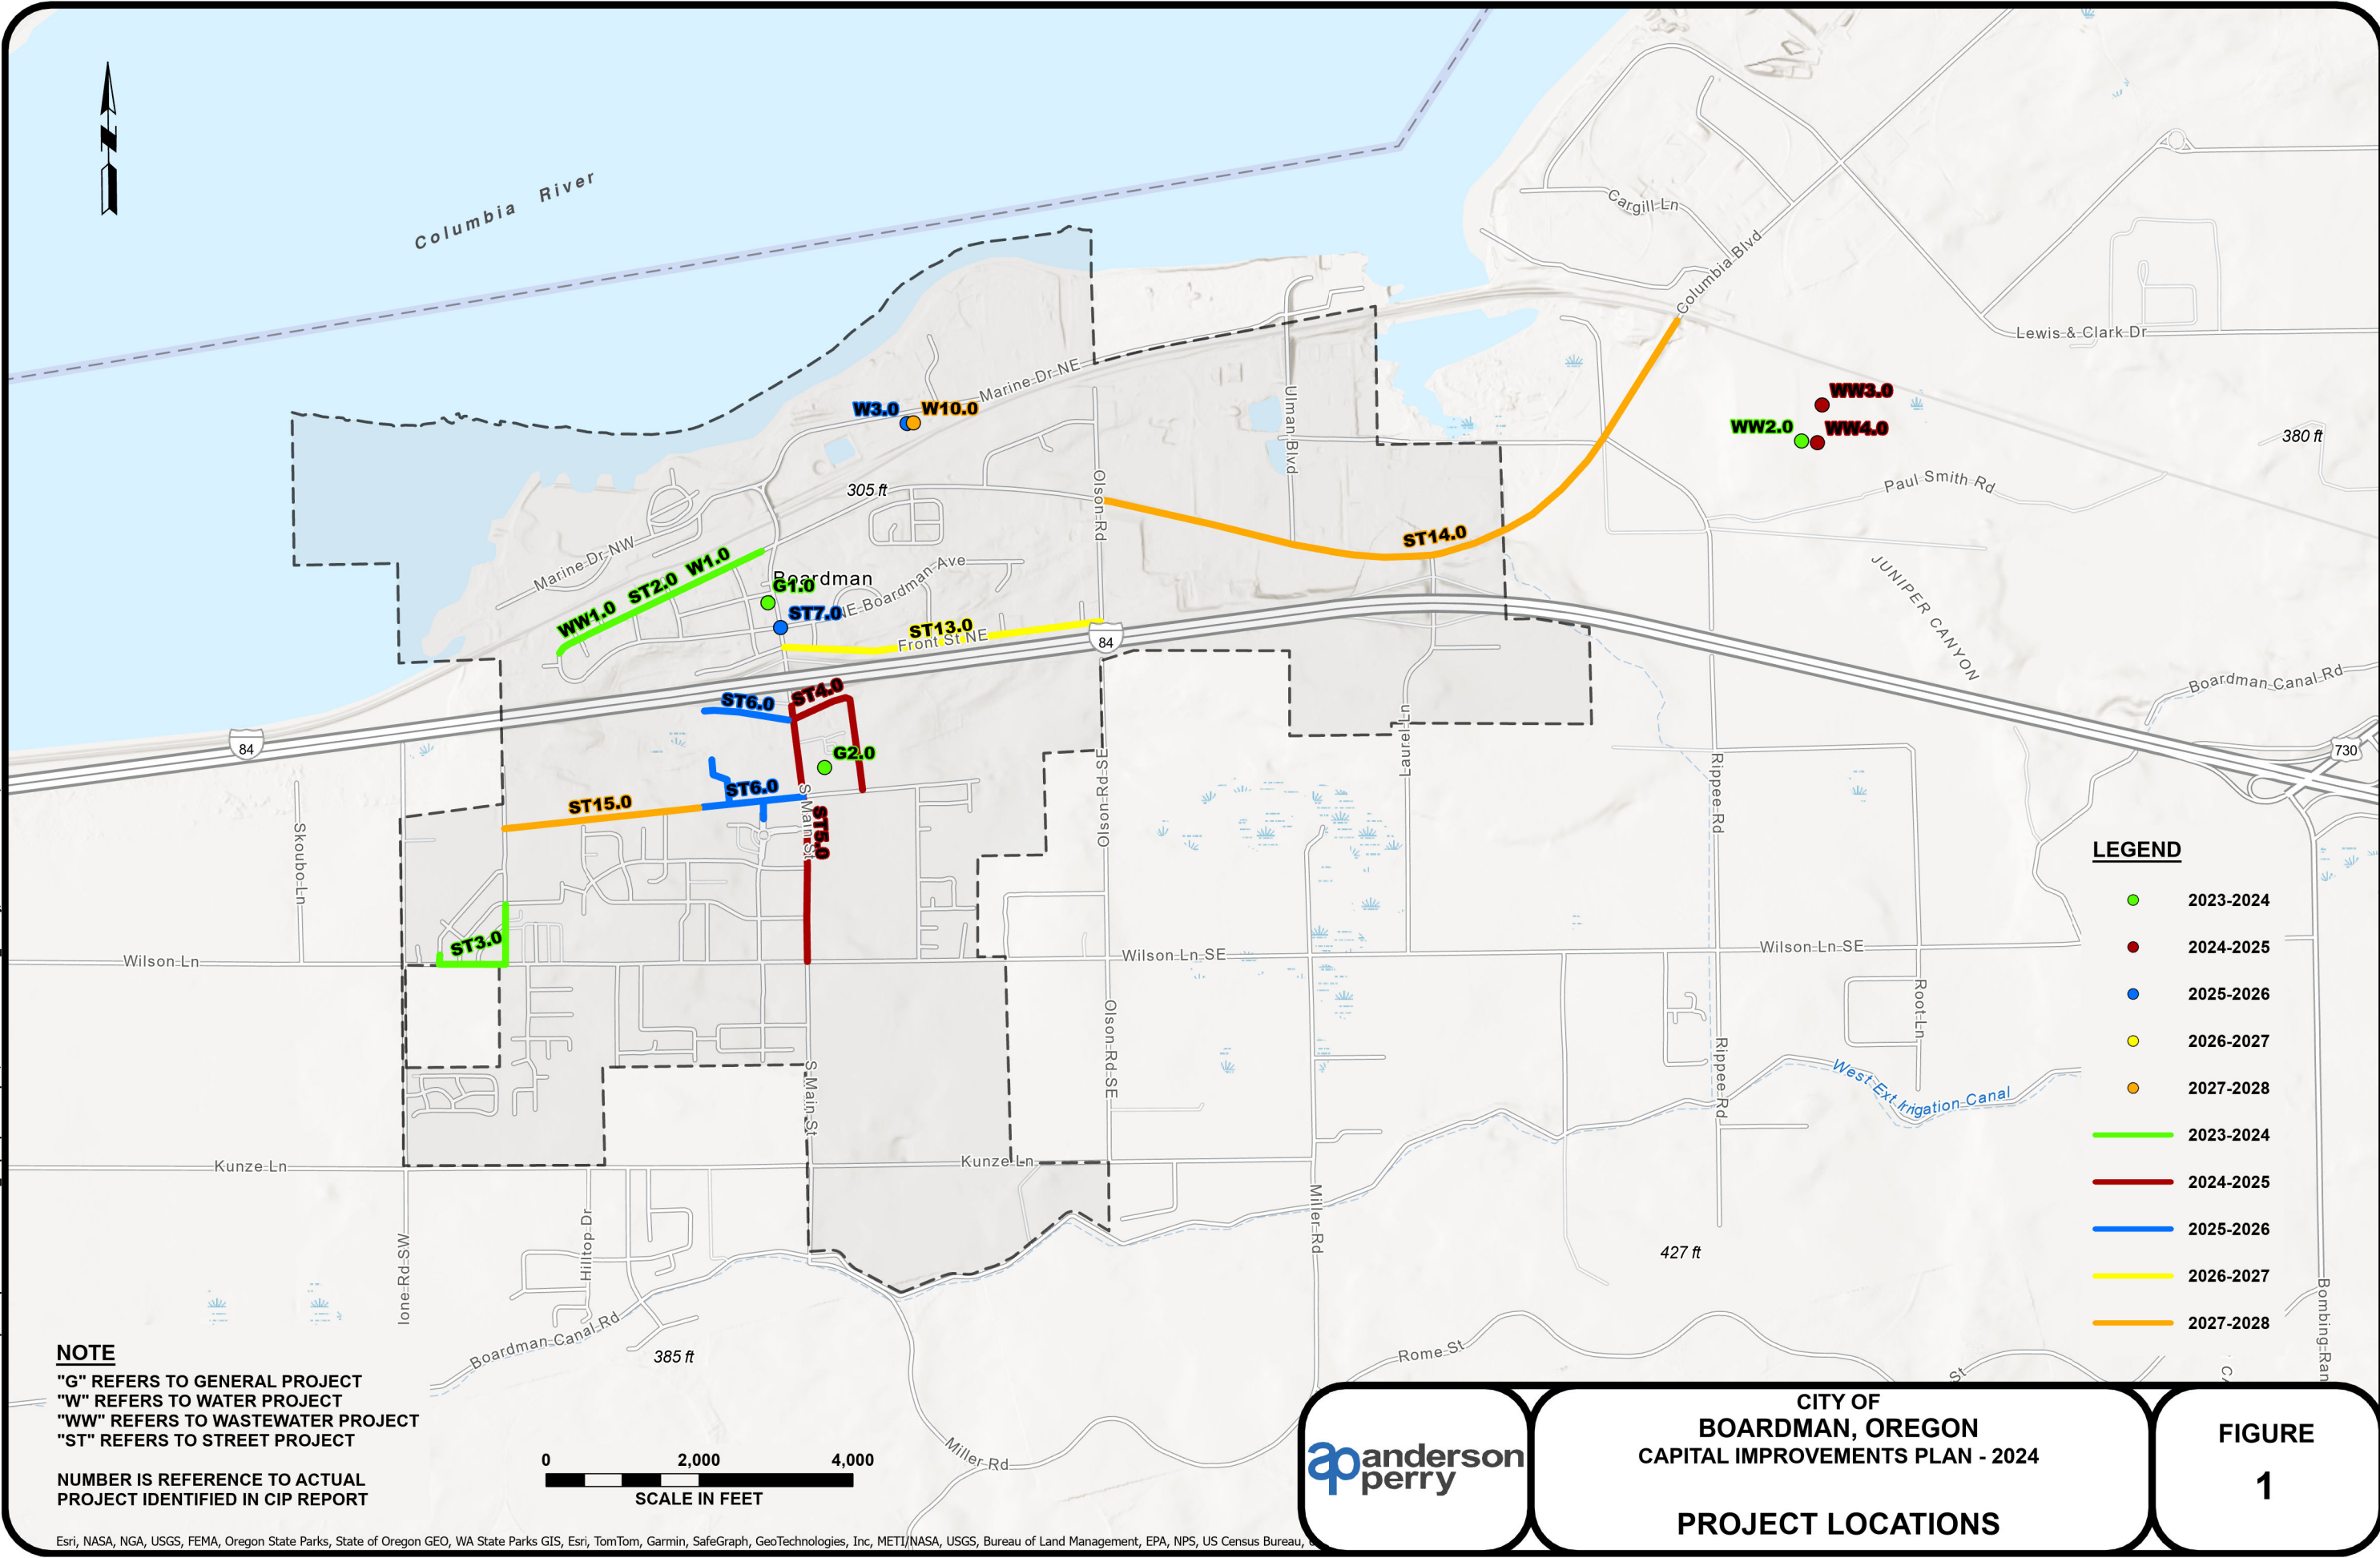 N
Columbia River
Cargill Ln
Columbia Blvd
Lewis & Clark Dr
Marine Dr NE
Ulman Blvd
W3.0
W10.0
WW3.0
WW2.0
WW4.0
380 ft
Paul Smith Rd
305 ft
Olson Rd
ST14.0
Marine Dr NW
WW1.0 ST2.0 W1.0
Boardman
G1.0
ST7.0
NE Boardman Ave
ST13.0
Front St NE
84
JUNIPER CANYON
Boardman Canal Rd
730
84
ST6.0
ST4.0
G2.0
Laurel Ln
Olson Rd SE
Rippee Rd
ST15.0
ST6.0
S Main St
ST5.0
Skoubo Ln
ST3.0
Wilson Ln
Wilson Ln SE
Wilson Ln SE
Root Ln
Olson Rd SE
Rippee Rd
West Ext Irrigation Canal
S Main St
Kunze Ln
Kunze Ln
Hilltop Dr
Ione Rd SW
Miller Rd
427 ft
Boardman Canal Rd
385 ft
Rome St
St
Miller Rd
Bombing Ran
C
LEGEND
2023-2024
2024-2025
2025-2026
2026-2027
2027-2028
2023-2024
2024-2025
2025-2026
2026-2027
2027-2028
NOTE
"G" REFERS TO GENERAL PROJECT
"W" REFERS TO WATER PROJECT
"WW" REFERS TO WASTEWATER PROJECT
"ST" REFERS TO STREET PROJECT
NUMBER IS REFERENCE TO ACTUAL
PROJECT IDENTIFIED IN CIP REPORT
0 2,000 4,000
SCALE IN FEET
Esri, NASA, NGA, USGS, FEMA, Oregon State Parks, State of Oregon GEO, WA State Parks GIS, Esri, TomTom, Garmin, SafeGraph, GeoTechnologies, Inc, METI/NASA, USGS, Bureau of Land Management, EPA, NPS, US Census Bureau,
ap anderson
perry
CITY OF
BOARDMAN, OREGON
CAPITAL IMPROVEMENTS PLAN - 2024
PROJECT LOCATIONS
FIGURE
1